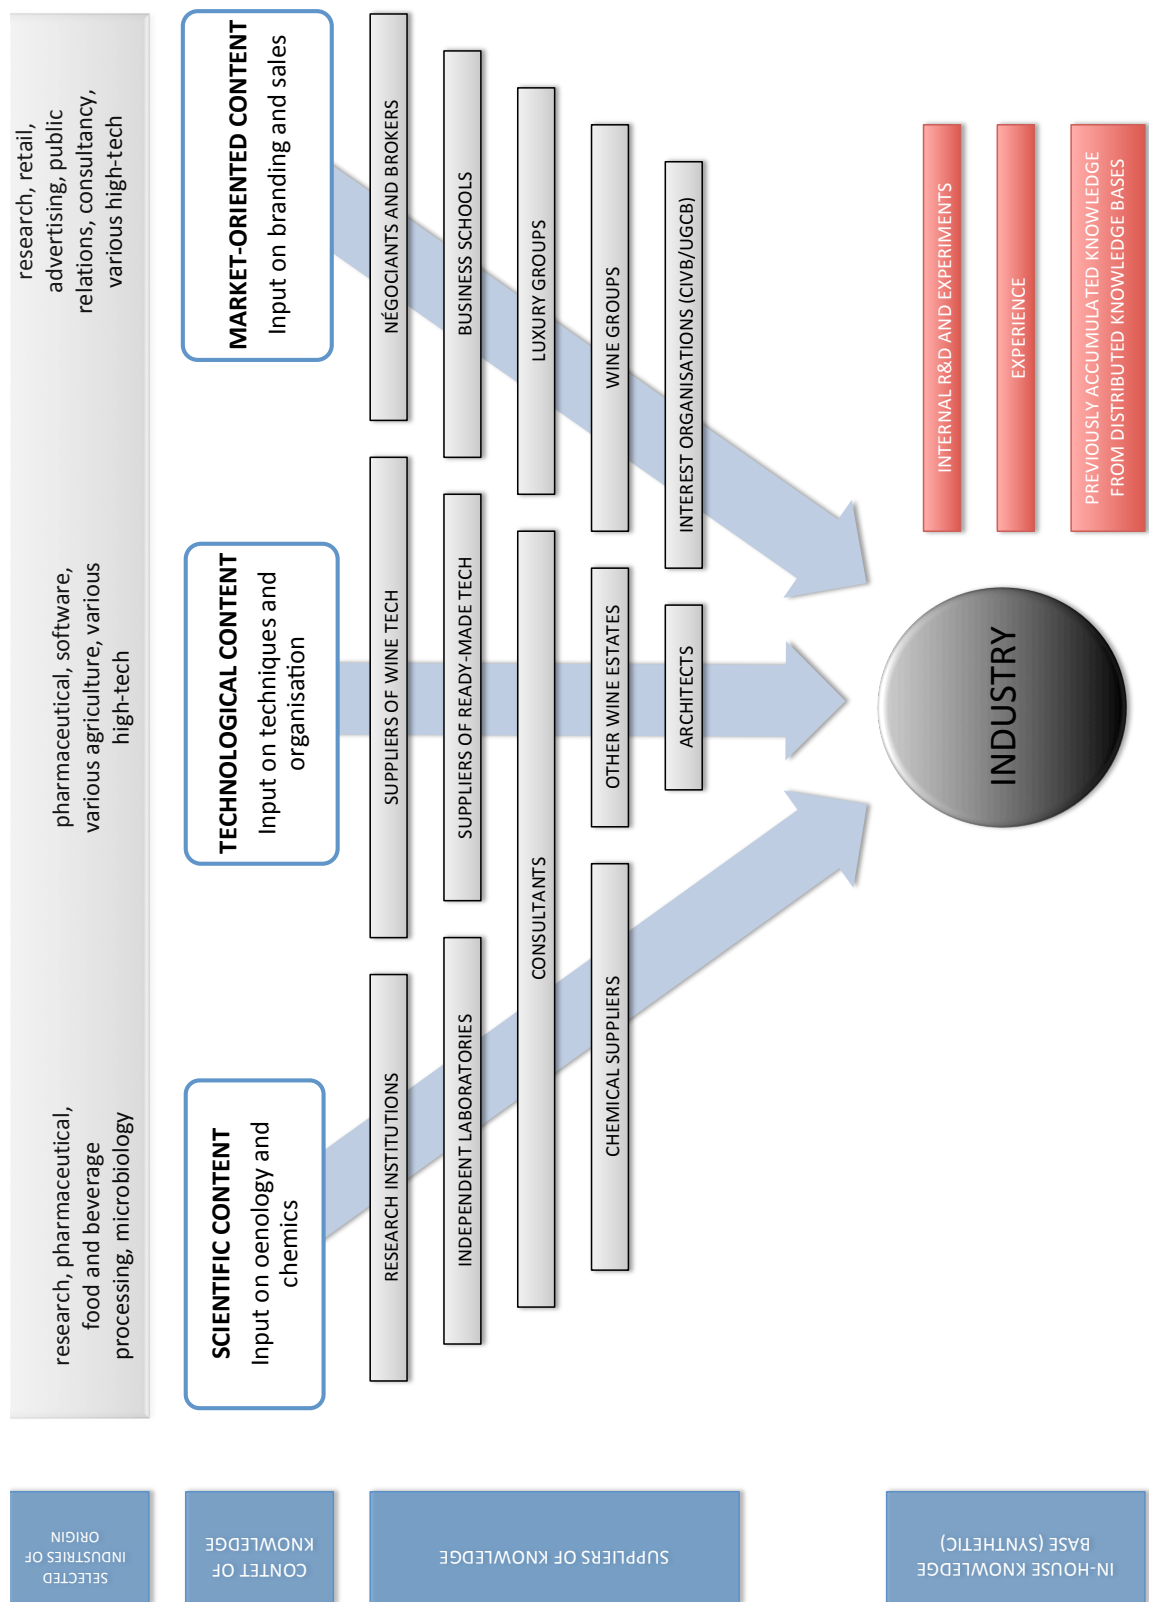 SELECTED
INDUSTRIES OF
ORIGIN
research, pharmaceutical,
food and beverage
processing, microbiology
pharmaceutical, software,
various agriculture, various
high-tech
research, retail,
advertising, public
relations, consultancy,
various high-tech
CONTET OF
KNOWLEDGE
SCIENTIFIC CONTENT
Input on oenology and
chemics
TECHNOLOGICAL CONTENT
Input on techniques and
organisation
MARKET-ORIENTED CONTENT
Input on branding and sales
SUPPLIERS OF KNOWLEDGE
RESEARCH INSTITUTIONS
SUPPLIERS OF WINE TECH
NÉGOCIANTS AND BROKERS
INDEPENDENT LABORATORIES
SUPPLIERS OF READY-MADE TECH
BUSINESS SCHOOLS
CONSULTANTS
LUXURY GROUPS
CHEMICAL SUPPLIERS
OTHER WINE ESTATES
WINE GROUPS
ARCHITECTS
INTEREST ORGANISATIONS (CIVB/UGCB)
IN-HOUSE KNOWLEDGE
BASE (SYNTHETIC)
INDUSTRY
INTERNAL R&D AND EXPERIMENTS
EXPERIENCE
PREVIOUSLY ACCUMULATED KNOWLEDGE
FROM DISTRIBUTED KNOWLEDGE BASES